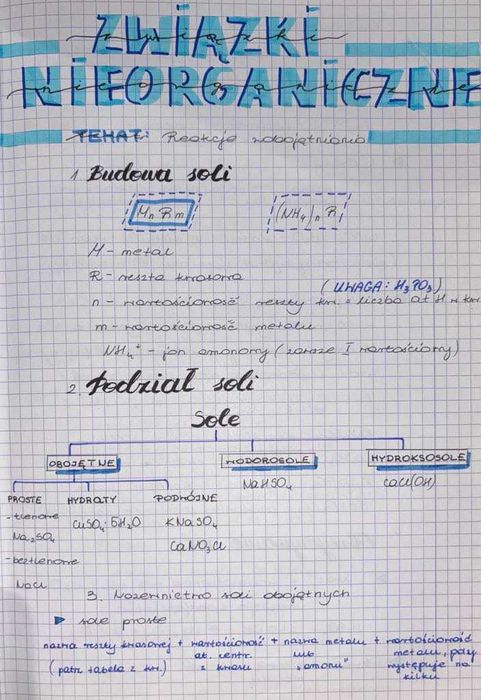 ZWIĄZKI
NIEORGANICZNE
TEMAT: Reakcja zobojętniania
1. Budowa soli
MnRm (NH4)nR1
M - metal
R - reszta kwasowa (UWAGA: H3PO3)
n - wartościowość reszty kw. = liczba at H w kw.
m - wartościowość metalu
NH4+ - jon amonowy (zawsze I wartościowy)
2. Podział soli
Sole
OBOJĘTNE WODOROSOLE HYDROKSOSOLE
NaHSO4 CaCl(OH)
PROSTE HYDRATY PODWÓJNE
- tlenowe CuSO4·5H2O KNaSO4
Na2SO4 CaNO3Cl
- beztlenowe
NaCl
3. Nazewnictwo soli obojętnych
sole proste
nazwa reszty kwasowej + wartościowość + nazwa metalu + wartościowość
(patrz tabela z kw.) at. centr. lub metalu, gdy
z kwasu "amonu" występuje na
kilku